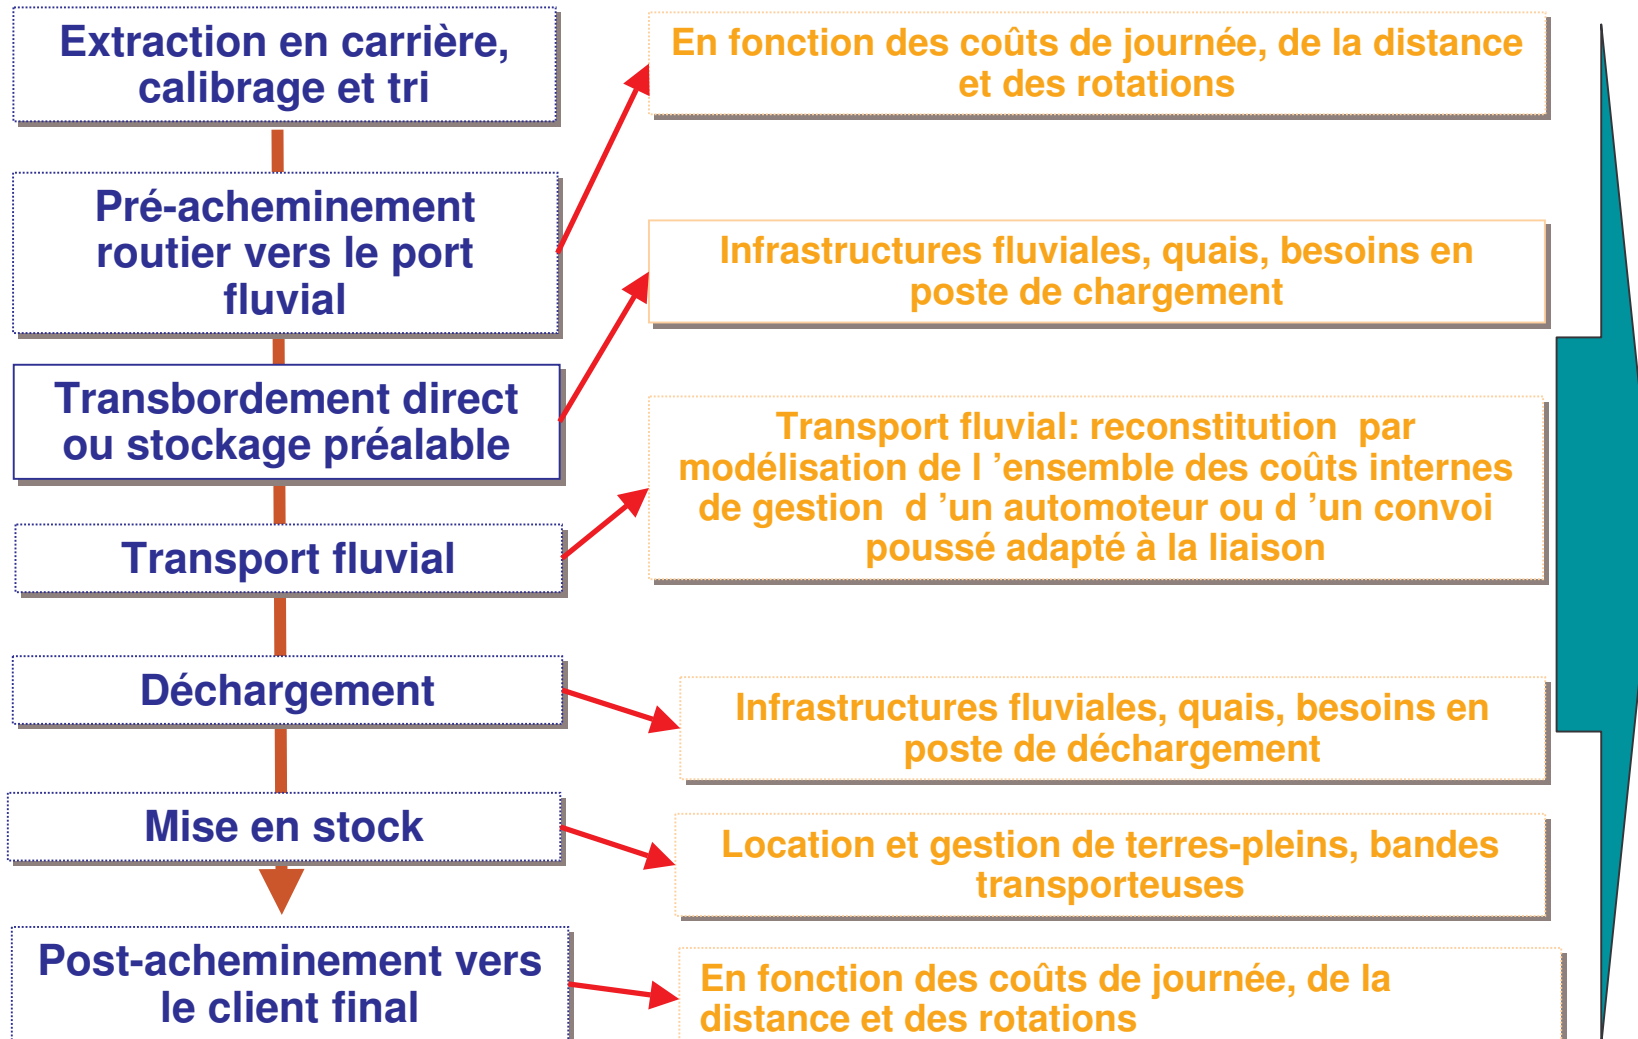 Extraction en carrière,
calibrage et tri
En fonction des coûts de journée, de la distance
et des rotations
Pré-acheminement
routier vers le port
fluvial
Infrastructures fluviales, quais, besoins en
poste de chargement
Transbordement direct
ou stockage préalable
Transport fluvial: reconstitution  par
modélisation de l ’ensemble des coûts internes
de gestion  d ’un automoteur ou d ’un convoi
poussé adapté à la liaison
Transport fluvial
Déchargement
Infrastructures fluviales, quais, besoins en
poste de déchargement
Mise en stock
Location et gestion de terres-pleins, bandes
transporteuses
Post-acheminement vers
le client final
En fonction des coûts de journée, de la
distance et des rotations